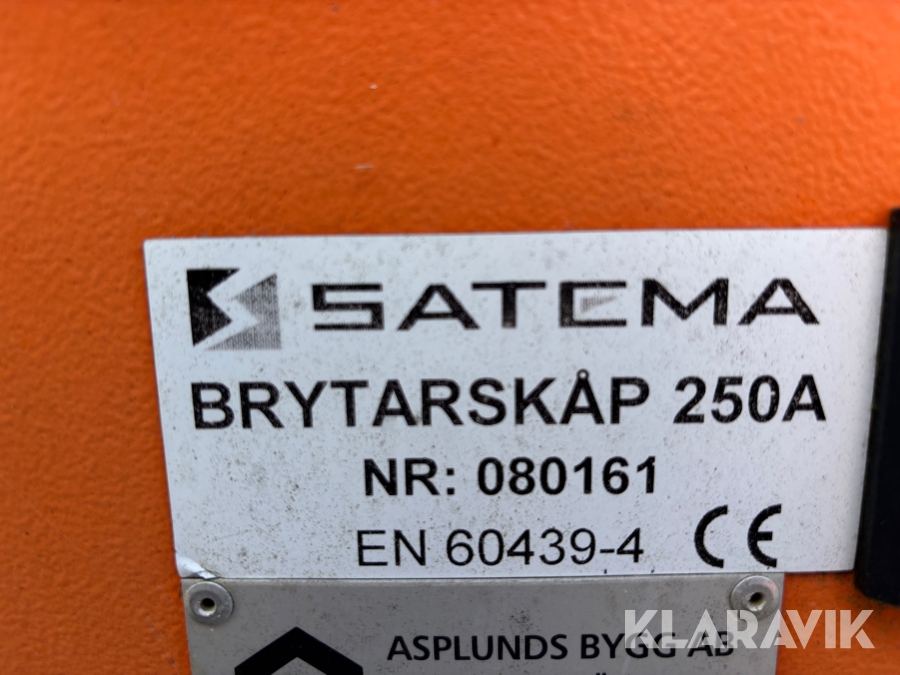 SATEMA
BRYTARSKÅP 250A
NR: 080161
EN 60439-4 CE
ASPLUNDS BYGG AB
KLARAVIK